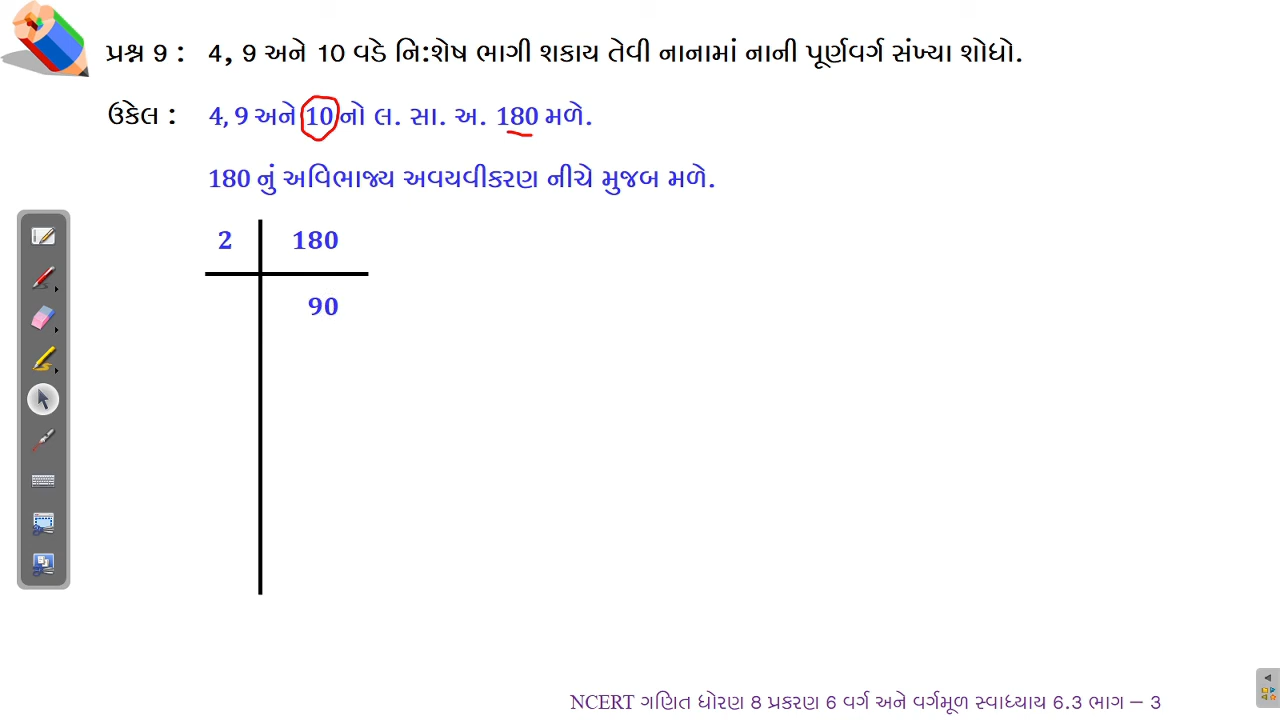 પ્રશ્ન 9 : 4, 9 અને 10 વડે નિ:શેષ ભાગી શકાય તેવી નાનામાં નાની પૂર્ણવર્ગ સંખ્યા શોધો.
ઉકેલ : 4, 9 અને 10 નો લ. સા. અ. 180 મળે.
180 નું અવિભાજ્ય અવયવીકરણ નીચે મુજબ મળે.
2 180
90
NCERT ગણિત ધોરણ 8 પ્રકરણ 6 વર્ગ અને વર્ગમૂળ સ્વાધ્યાય 6.3 ભાગ – 3